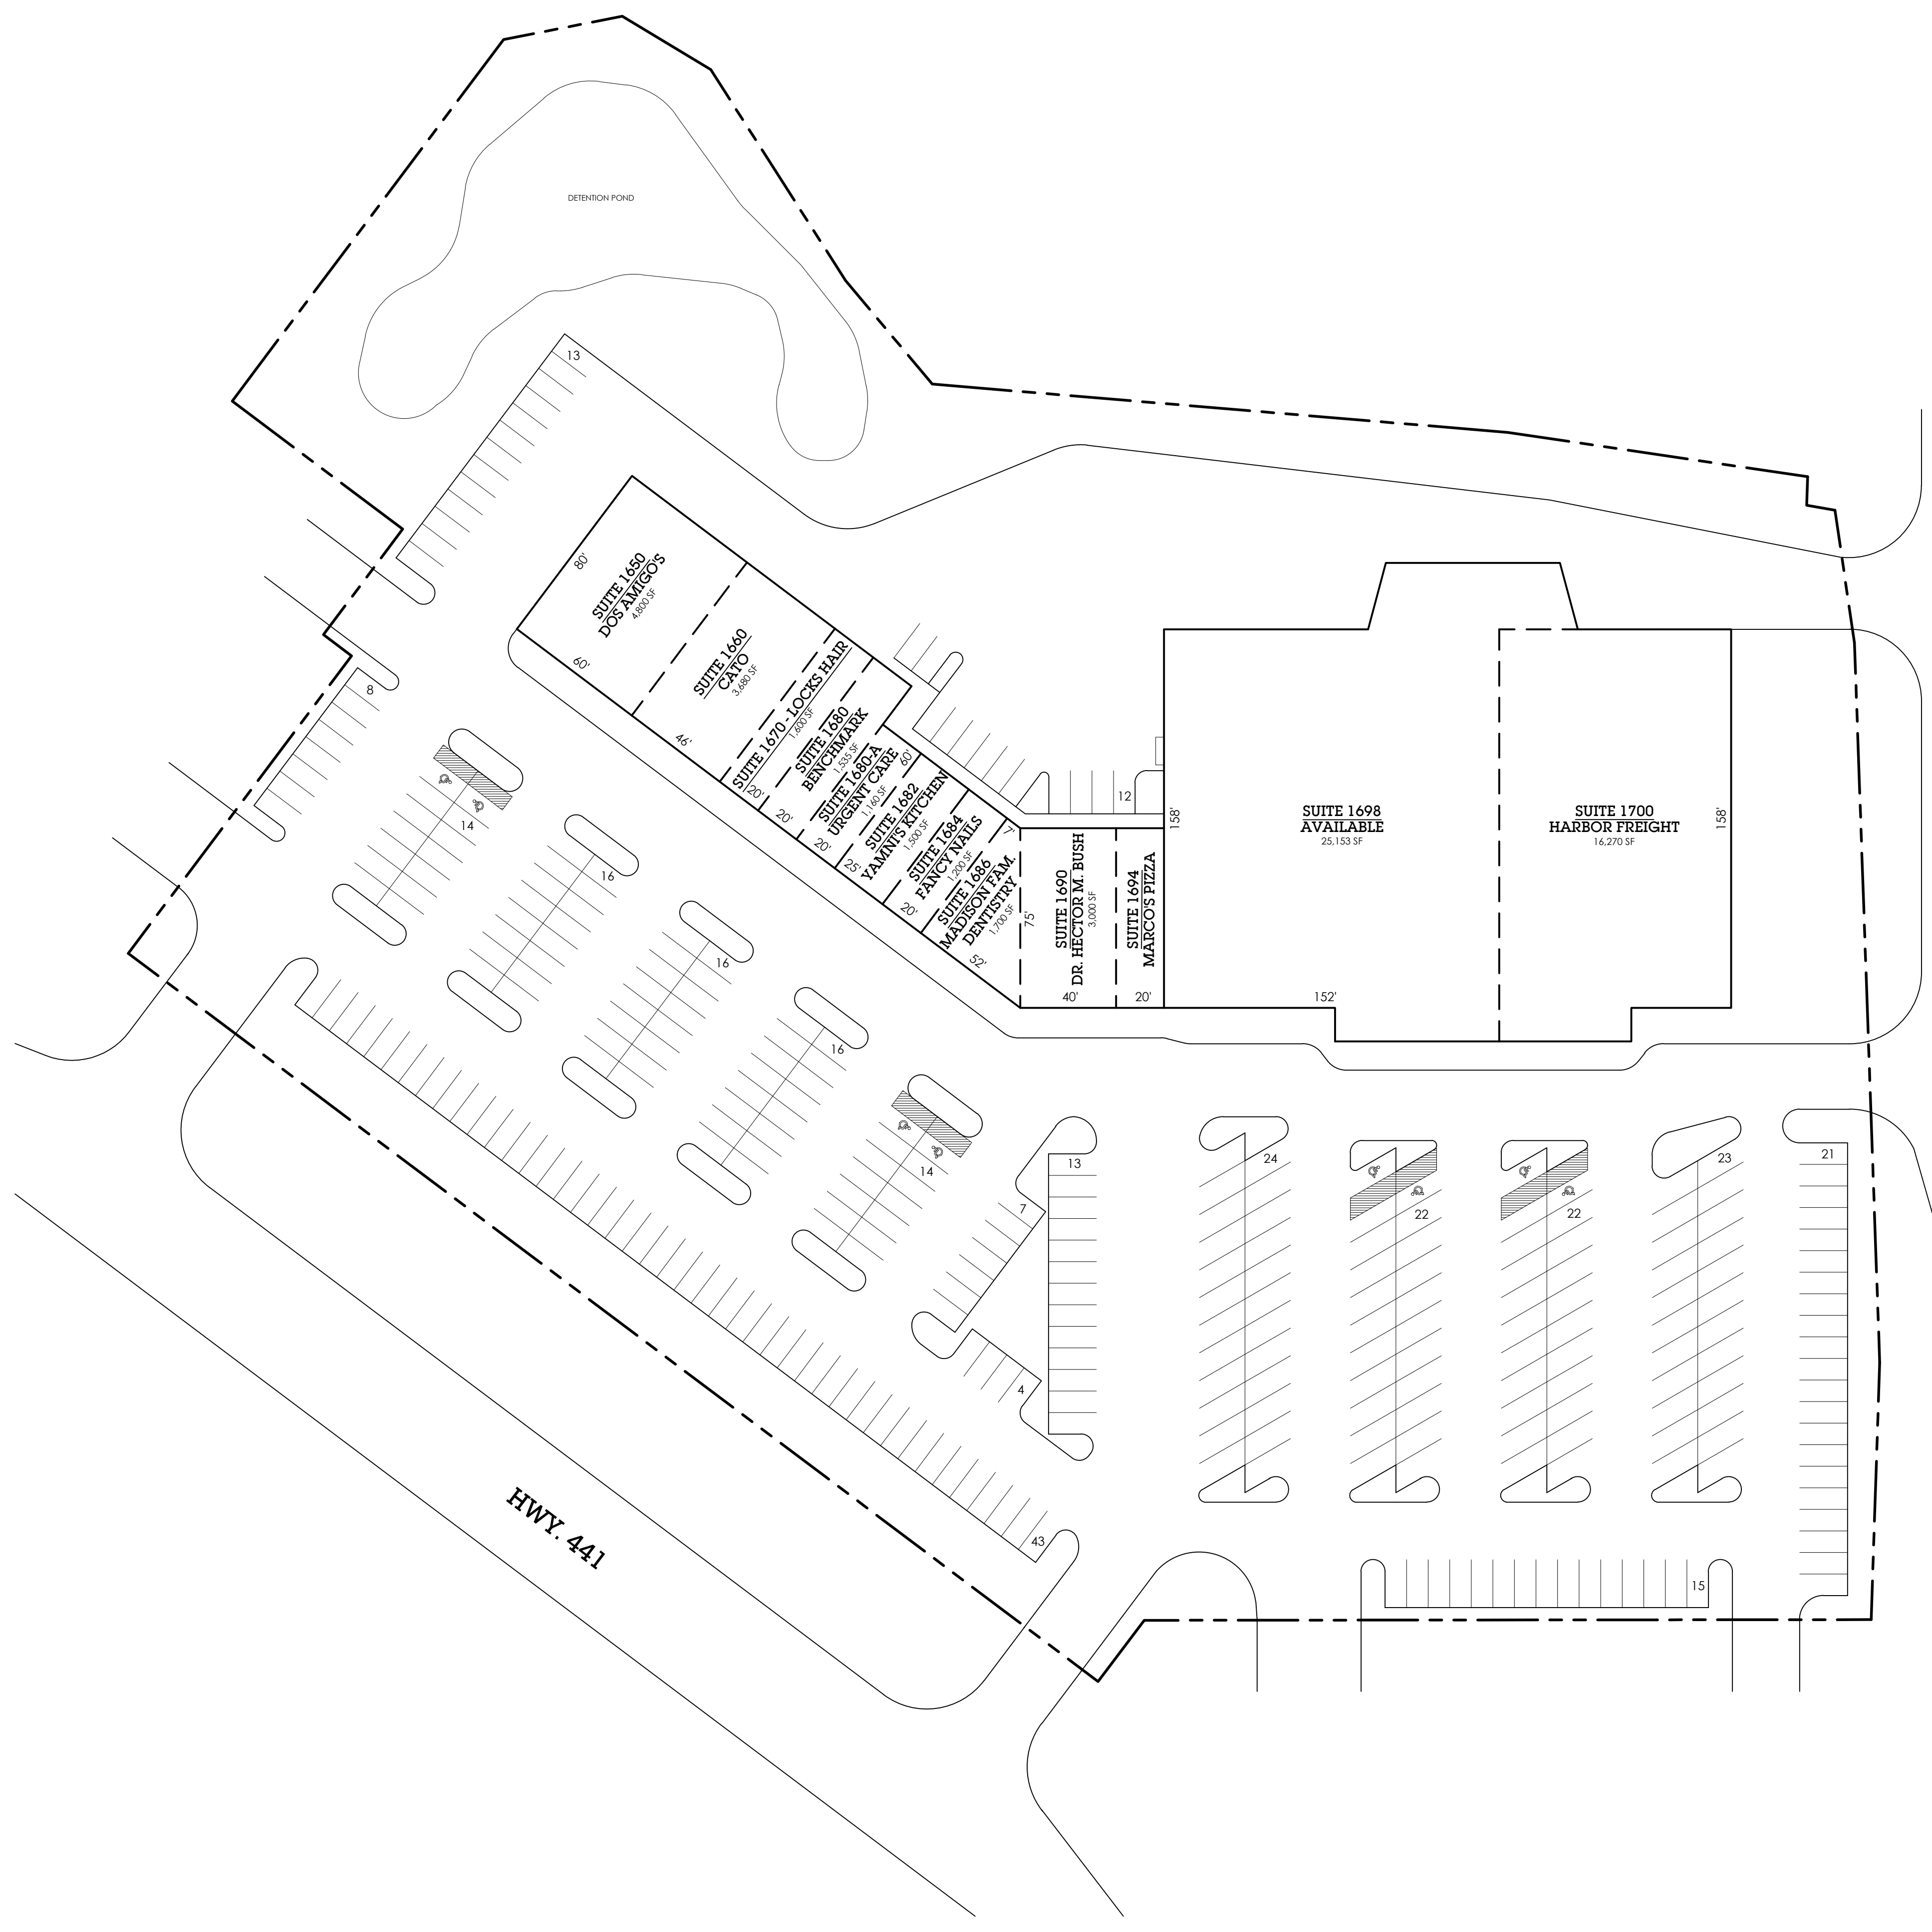 DETENTION POND
13
80'
SUITE 1650
DOS AMIGO'S
4,800 SF
60'
SUITE 1660
CATO
3,680 SF
46'
SUITE 1670 - LOCKS HAIR
1,600 SF
20'
SUITE 1680
BENCHMARK
1,535 SF
20'
SUITE 1680-A
URGENT CARE
1,160 SF
20'
60'
SUITE 1682
YAMNI'S KITCHEN
1,500 SF
25'
SUITE 1684
FANCY NAILS
1,200 SF
20'
7'
SUITE 1686
MADISON FAM.
DENTISTRY
1,700 SF
52'
75'
SUITE 1690
DR. HECTOR M. BUSH
3,000 SF
40'
12
SUITE 1694
MARCO'S PIZZA
20'
158'
SUITE 1698
AVAILABLE
25,153 SF
152'
SUITE 1700
HARBOR FREIGHT
16,270 SF
158'
8
14
16
16
16
14
13
7
4
43
24
22
22
23
21
15
HWY. 441